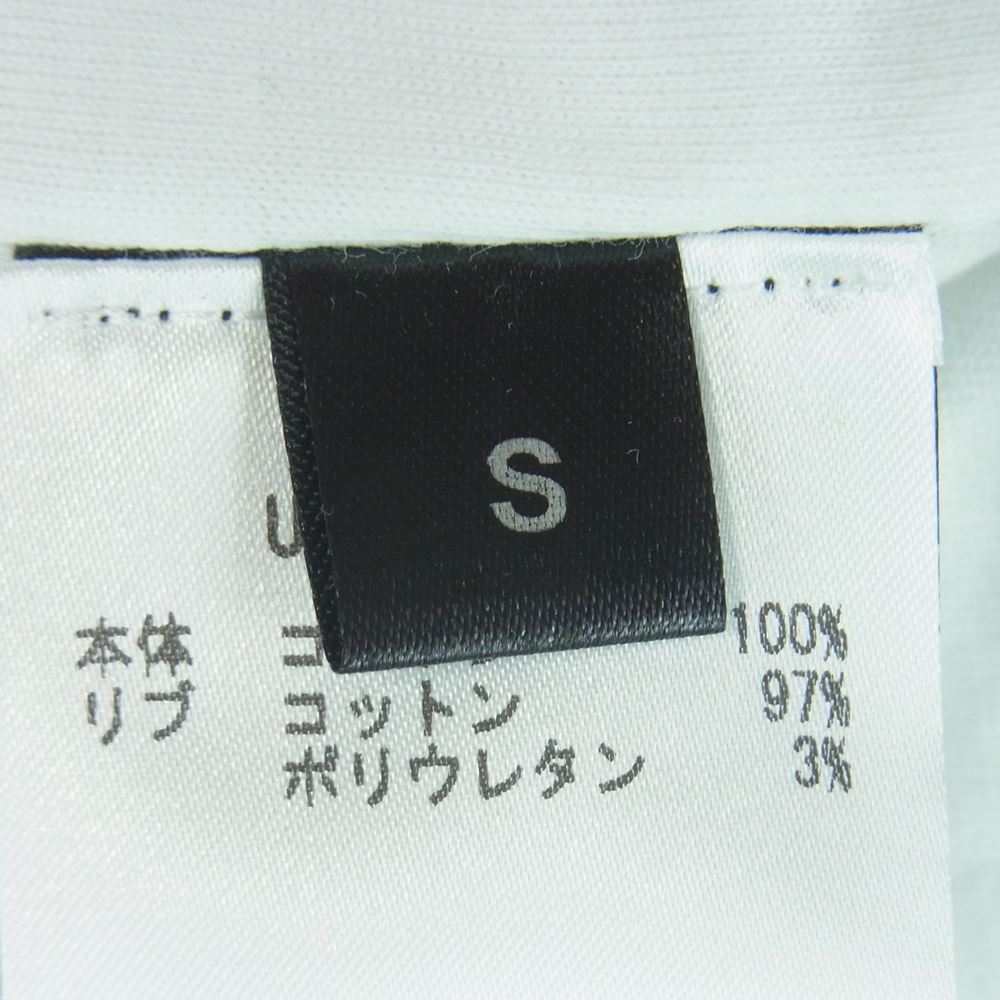 S
本体 100%
リブ コットン 97%
ポリウレタン 3%